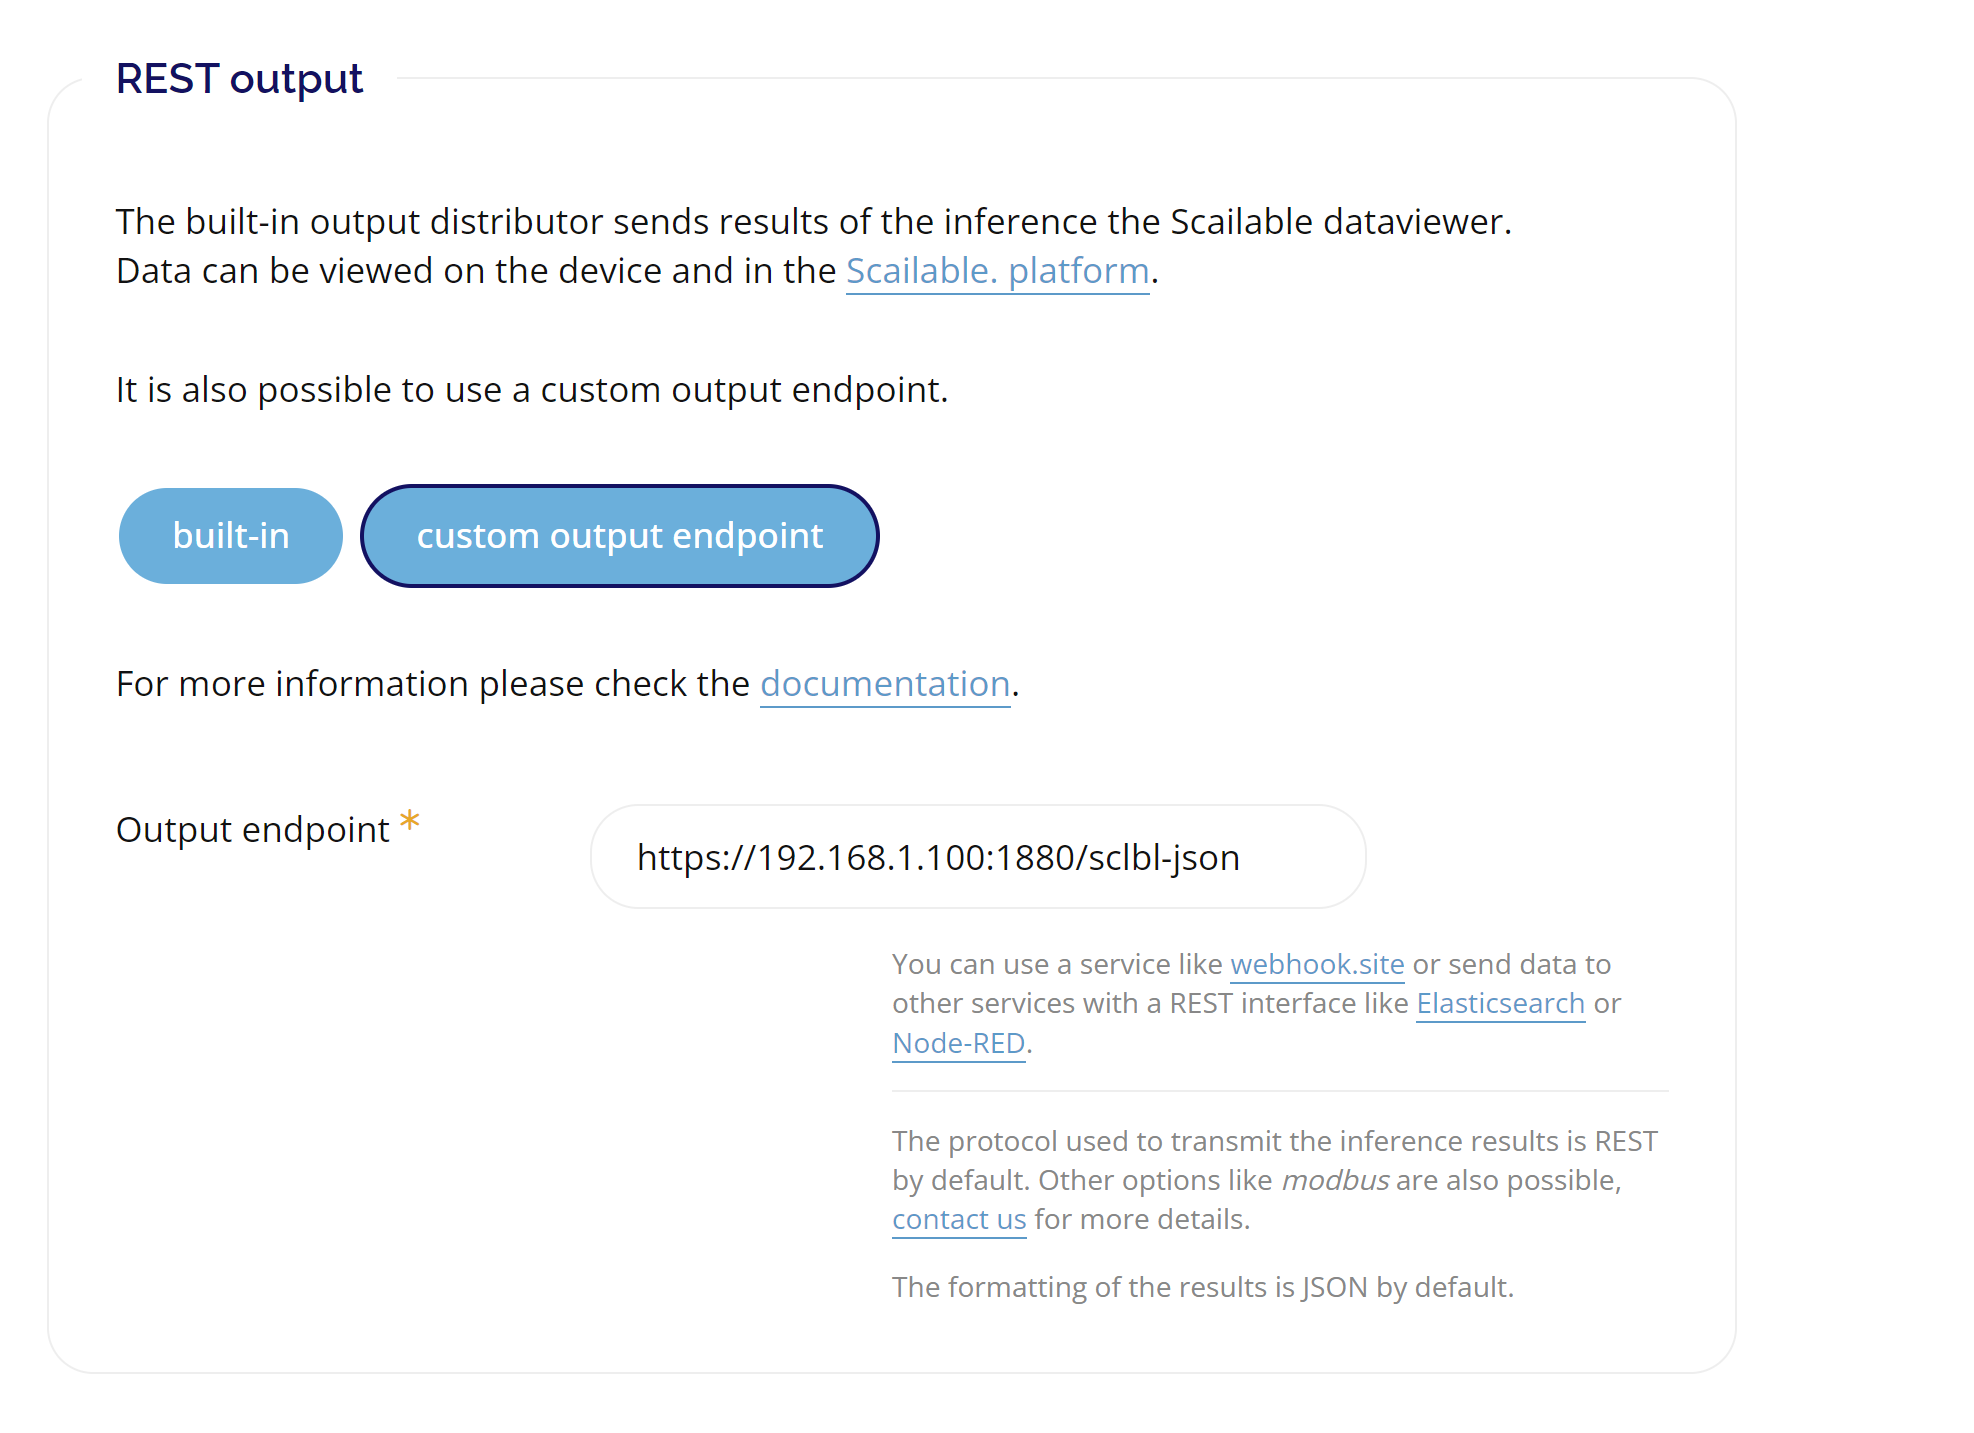 REST output
The built-in output distributor sends results of the inference the Scailable dataviewer.
Data can be viewed on the device and in the Scailable. platform.
It is also possible to use a custom output endpoint.
built-in custom output endpoint
For more information please check the documentation.
Output endpoint *
https://192.168.1.100:1880/sclbl-json
You can use a service like webhook.site or send data to
other services with a REST interface like Elasticsearch or
Node-RED.
The protocol used to transmit the inference results is REST
by default. Other options like modbus are also possible,
contact us for more details.
The formatting of the results is JSON by default.